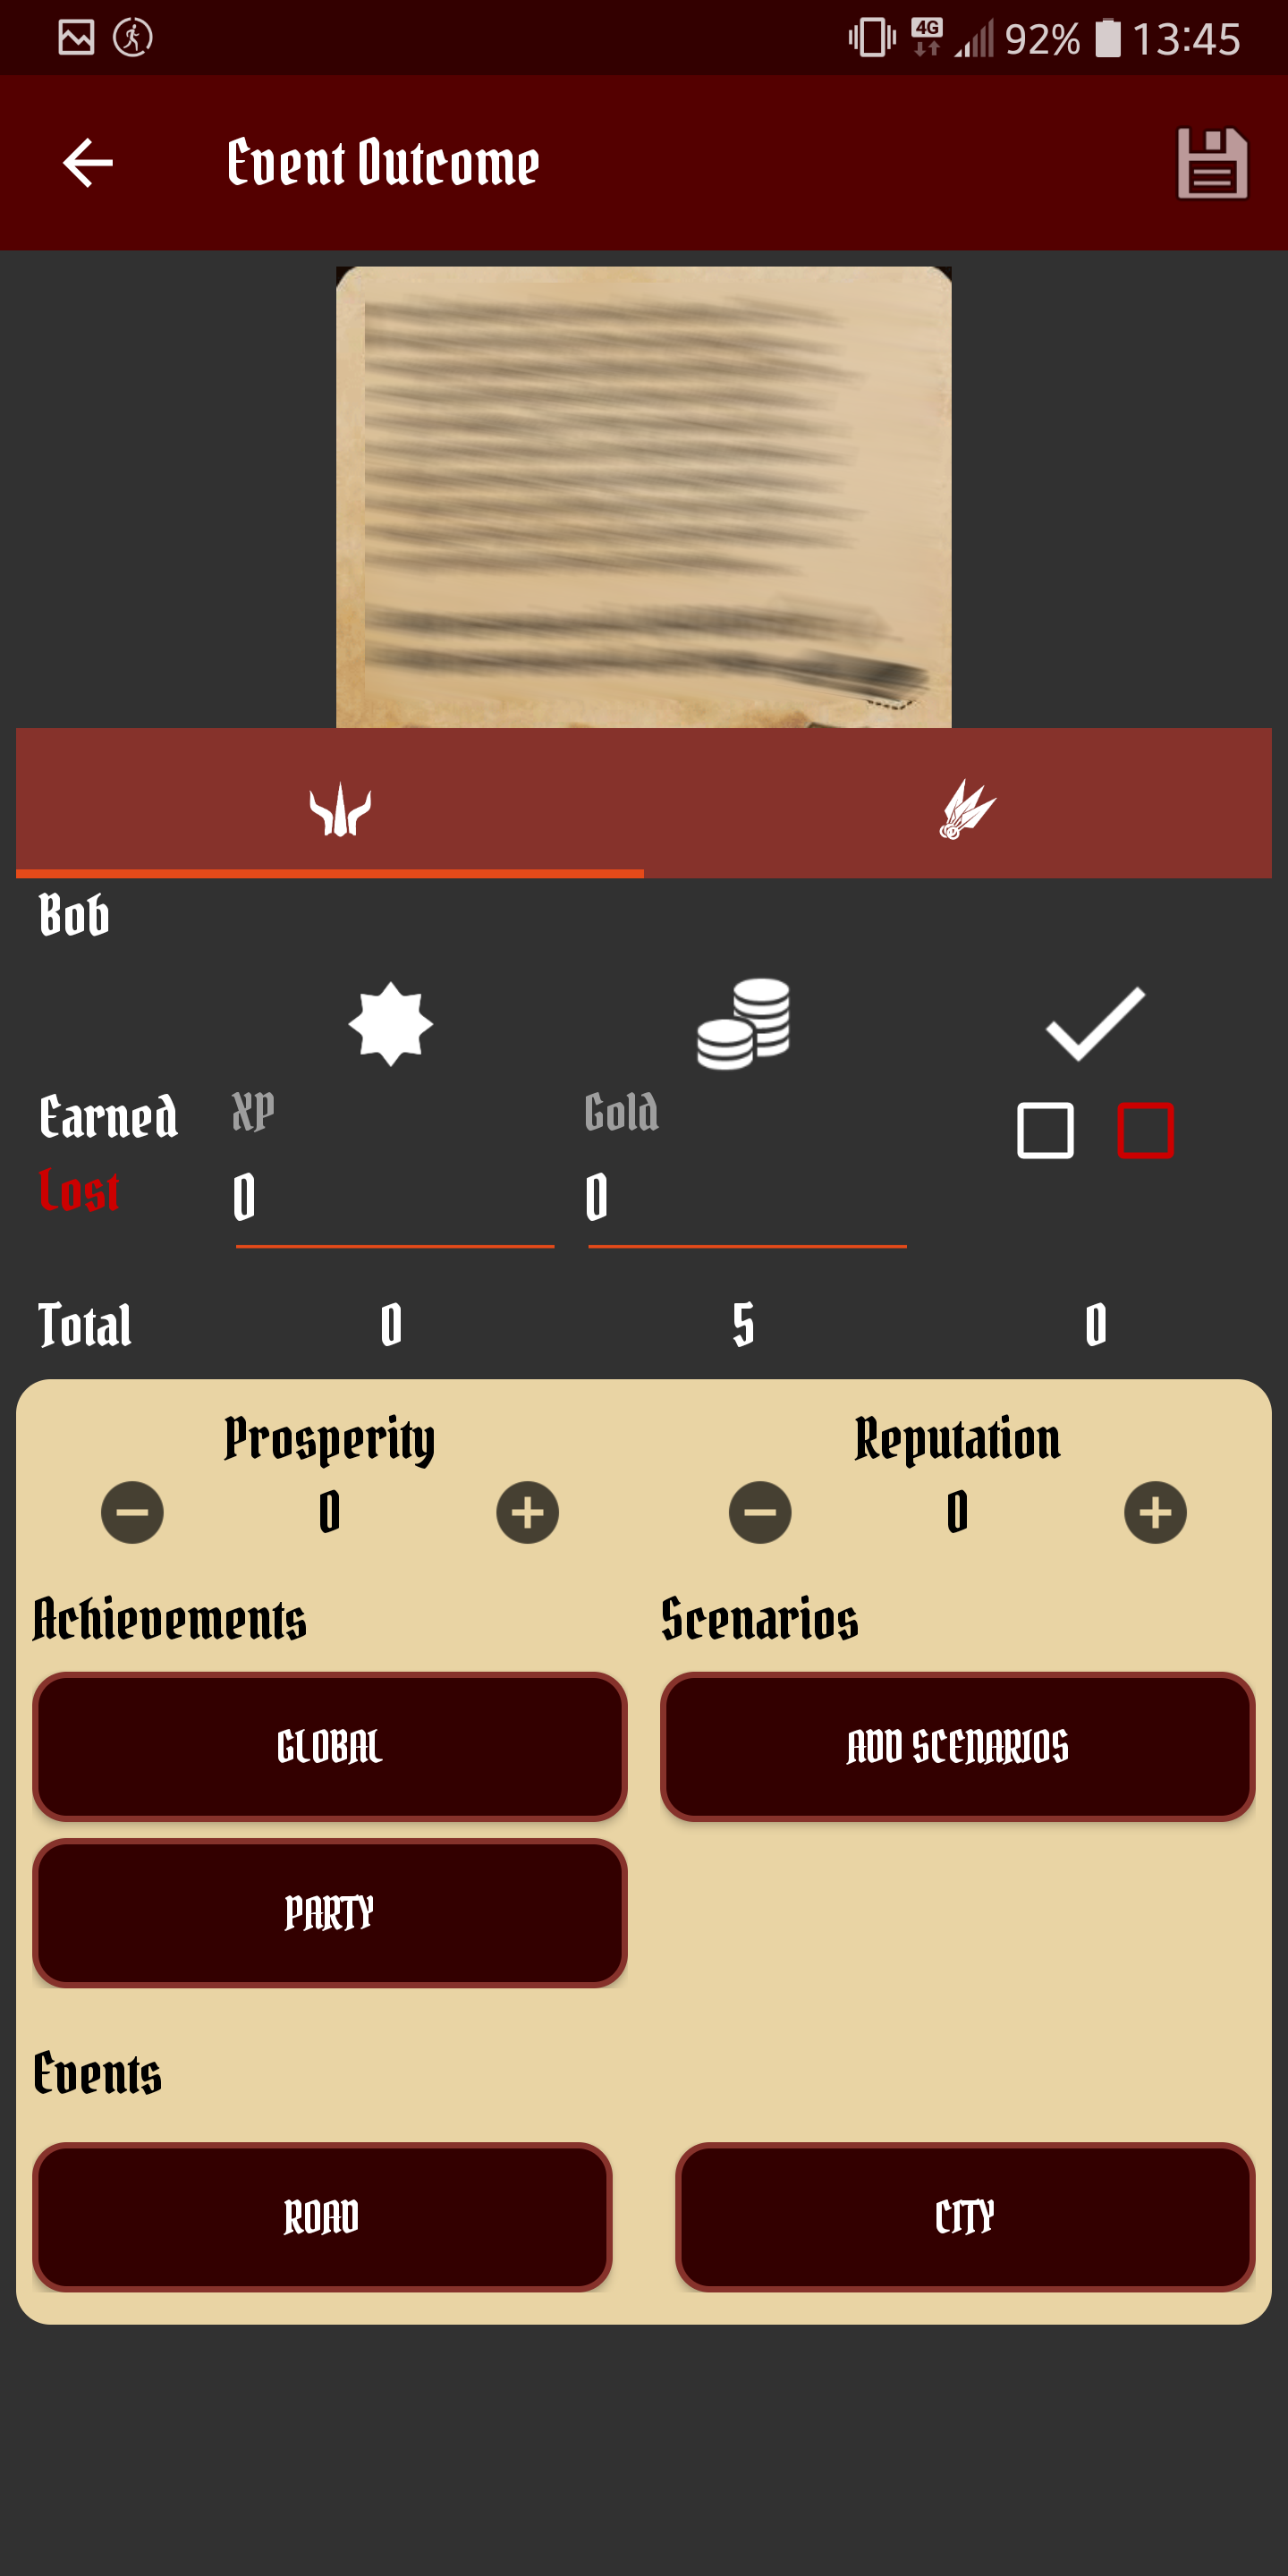 4G 92% 13:45
Event Outcome
Bob
Earned XP Gold
Lost 0 0
Total 0 5 0
Prosperity Reputation
0 0
Achievements Scenarios
GLOBAL ADD SCENARIOS
PARTY
Events
ROAD CITY